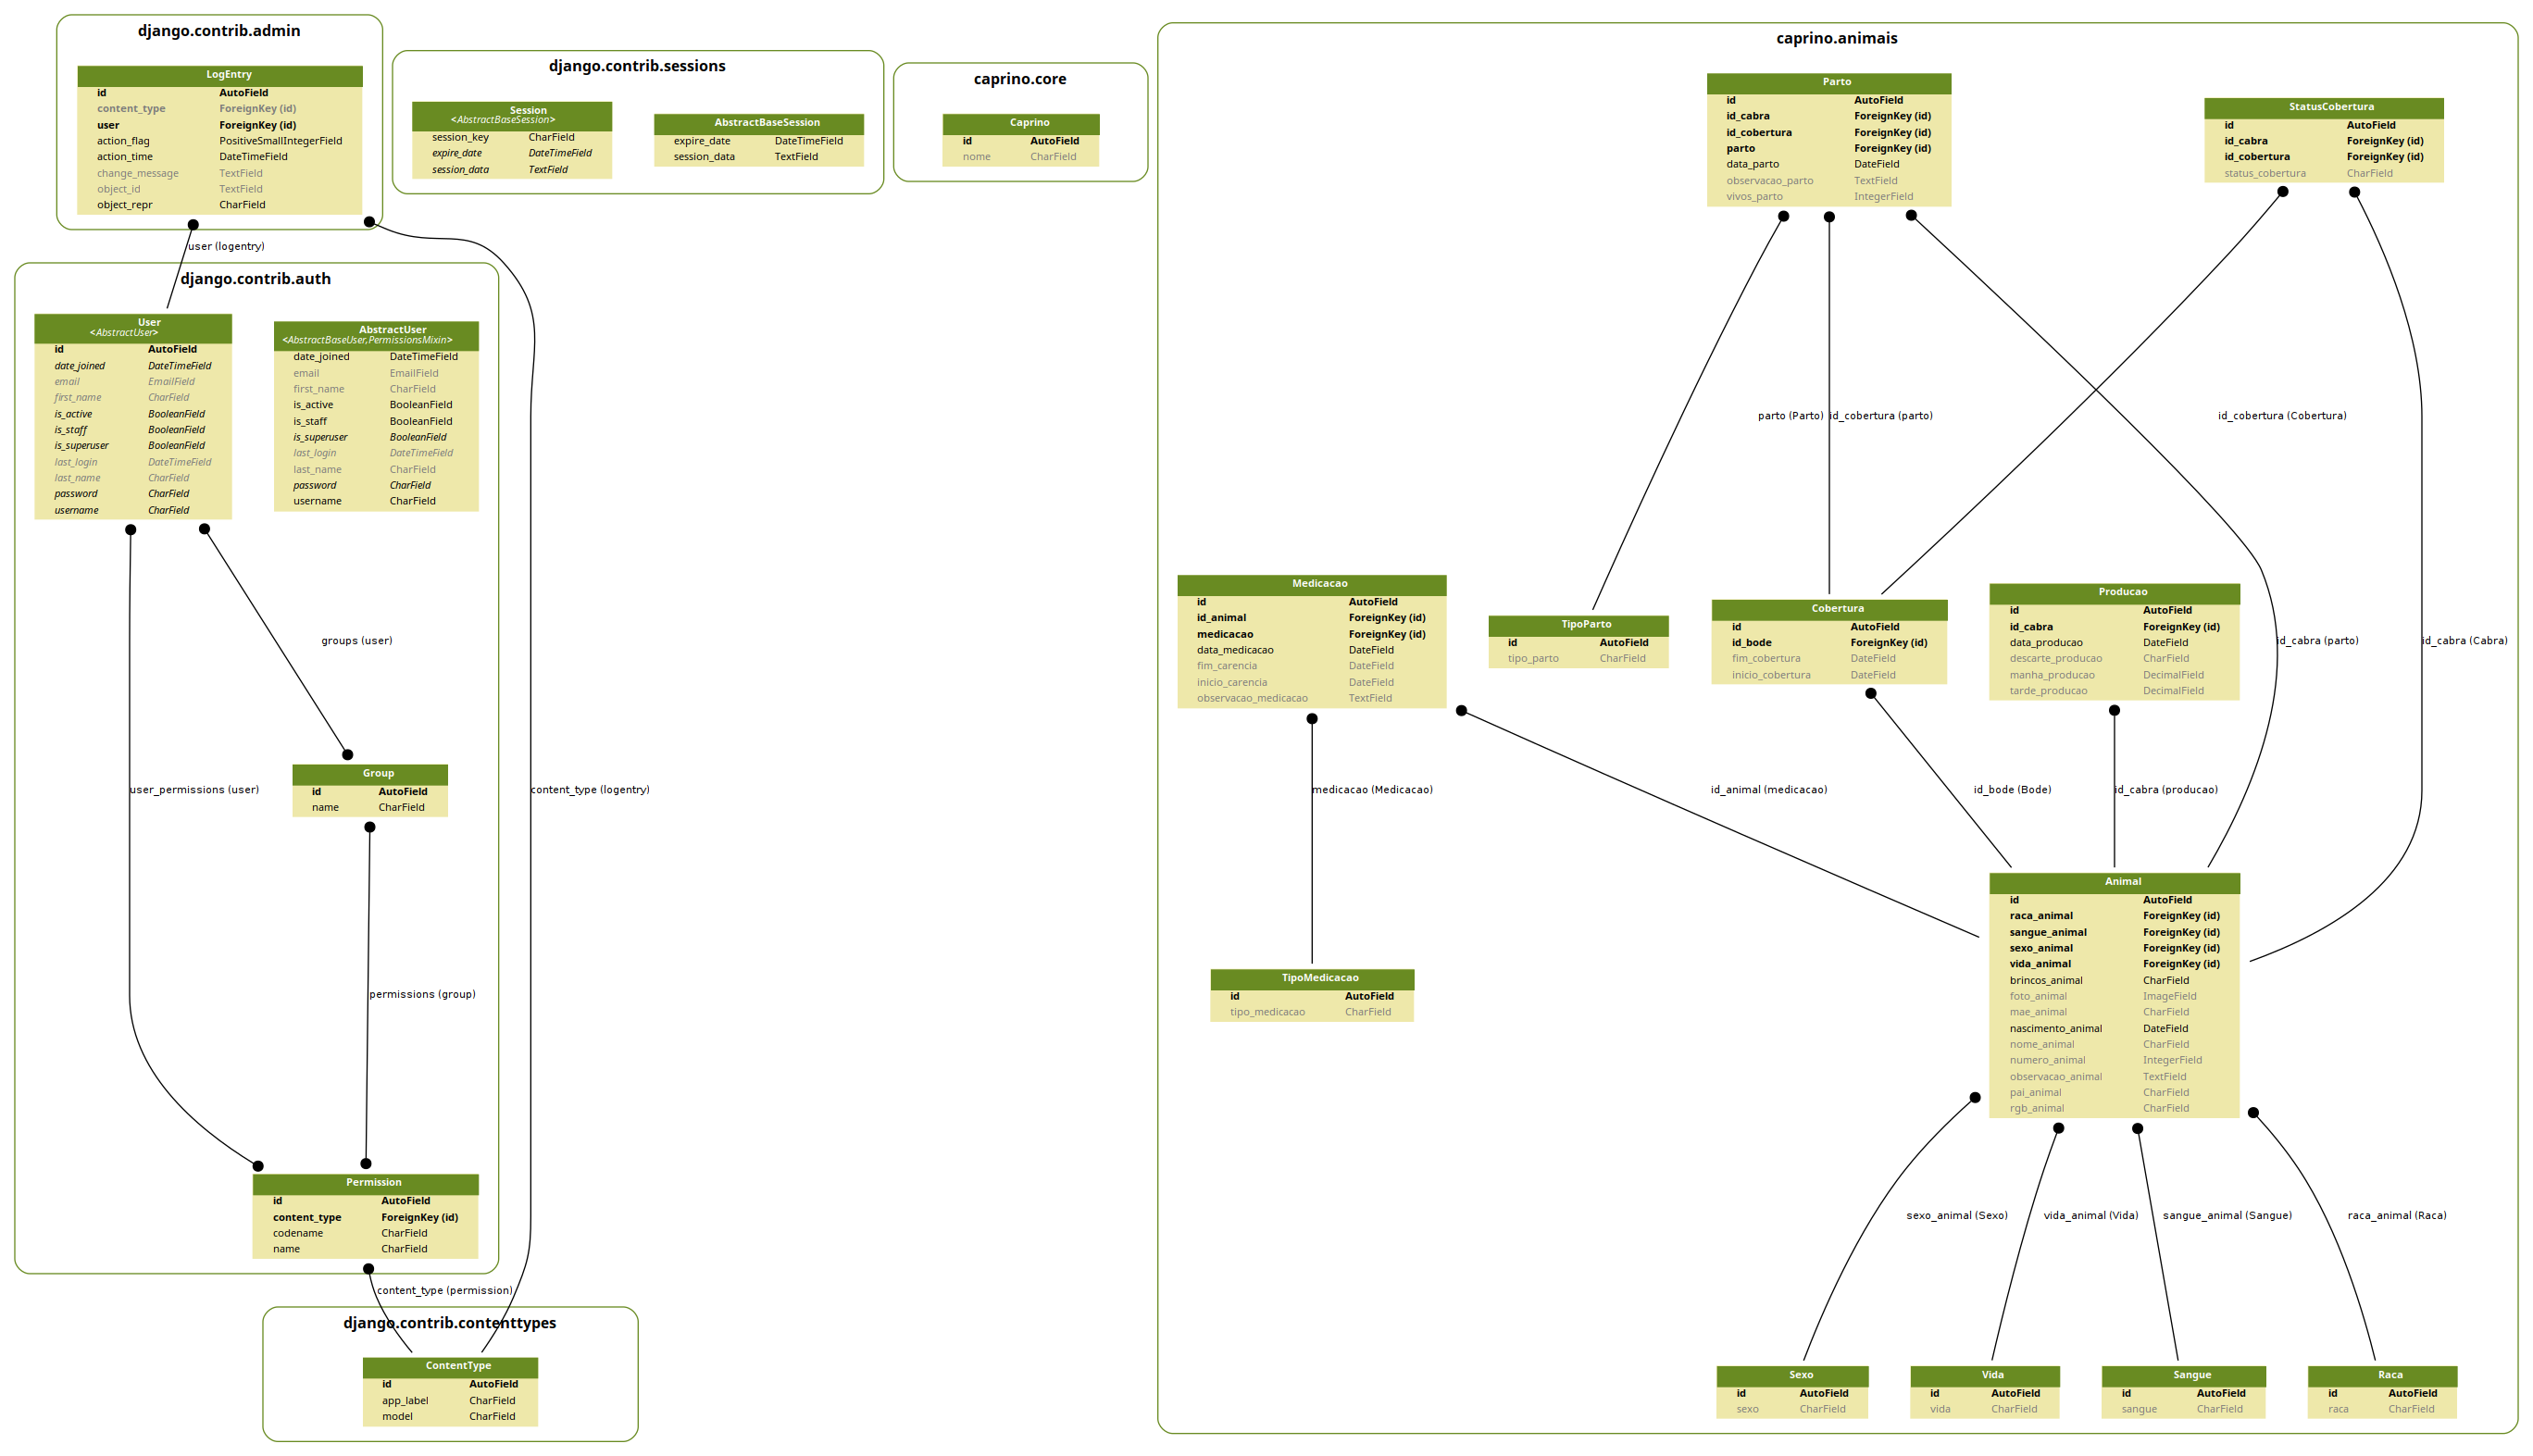 django.contrib.admin
LogEntry
id AutoField
content_type ForeignKey (id)
user ForeignKey (id)
action_flag PositiveSmallIntegerField
action_time DateTimeField
change_message TextField
object_id TextField
object_repr CharField
django.contrib.sessions
Session
<AbstractBaseSession>
session_key CharField
expire_date DateTimeField
session_data TextField
AbstractBaseSession
expire_date DateTimeField
session_data TextField
caprino.core
Caprino
id AutoField
nome CharField
user (logentry)
django.contrib.auth
User
<AbstractUser>
id AutoField
date_joined DateTimeField
email EmailField
first_name CharField
is_active BooleanField
is_staff BooleanField
is_superuser BooleanField
last_login DateTimeField
last_name CharField
password CharField
username CharField
AbstractUser
<AbstractBaseUser,PermissionsMixin>
date_joined DateTimeField
email EmailField
first_name CharField
is_active BooleanField
is_staff BooleanField
is_superuser BooleanField
last_login DateTimeField
last_name CharField
password CharField
username CharField
groups (user)
Group
id AutoField
name CharField
user_permissions (user)
content_type (logentry)
permissions (group)
Permission
id AutoField
content_type ForeignKey (id)
codename CharField
name CharField
content_type (permission)
django.contrib.contenttypes
ContentType
id AutoField
app_label CharField
model CharField
caprino.animais
Parto
id AutoField
id_cabra ForeignKey (id)
id_cobertura ForeignKey (id)
parto ForeignKey (id)
data_parto DateField
observacao_parto TextField
vivos_parto IntegerField
StatusCobertura
id AutoField
id_cabra ForeignKey (id)
id_cobertura ForeignKey (id)
status_cobertura CharField
parto (Parto)
id_cobertura (parto)
id_cobertura (Cobertura)
Medicacao
id AutoField
id_animal ForeignKey (id)
medicacao ForeignKey (id)
data_medicacao DateField
fim_carencia DateField
inicio_carencia DateField
observacao_medicacao TextField
TipoParto
id AutoField
tipo_parto CharField
Cobertura
id AutoField
id_bode ForeignKey (id)
fim_cobertura DateField
inicio_cobertura DateField
Producao
id AutoField
id_cabra ForeignKey (id)
data_producao DateField
descarte_producao CharField
manha_producao DecimalField
tarde_producao DecimalField
id_cabra (parto)
id_cabra (Cabra)
medicacao (Medicacao)
id_animal (medicacao)
id_bode (Bode)
id_cabra (producao)
TipoMedicacao
id AutoField
tipo_medicacao CharField
Animal
id AutoField
raca_animal ForeignKey (id)
sangue_animal ForeignKey (id)
sexo_animal ForeignKey (id)
vida_animal ForeignKey (id)
brincos_animal CharField
foto_animal ImageField
mae_animal CharField
nascimento_animal DateField
nome_animal CharField
numero_animal IntegerField
observacao_animal TextField
pai_animal CharField
rgb_animal CharField
sexo_animal (Sexo)
vida_animal (Vida)
sangue_animal (Sangue)
raca_animal (Raca)
Sexo
id AutoField
sexo CharField
Vida
id AutoField
vida CharField
Sangue
id AutoField
sangue CharField
Raca
id AutoField
raca CharField